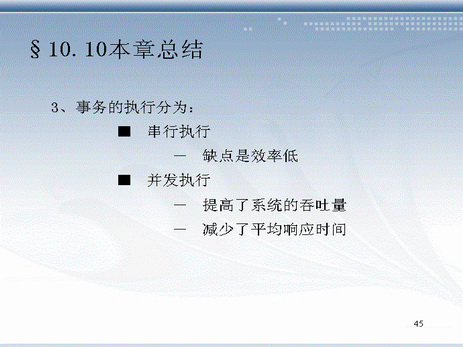 §10.10本章总结
3、事务的执行分为:
■ 串行执行
— 缺点是效率低
■ 并发执行
— 提高了系统的吞吐量
— 减少了平均响应时间
45